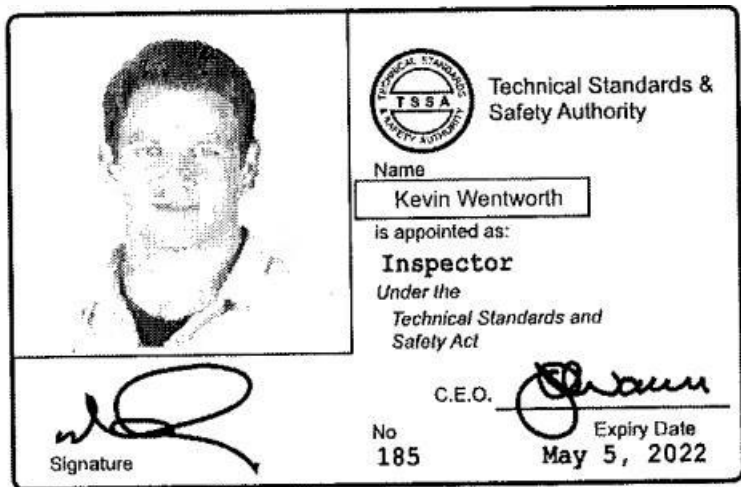 TECHNICAL STANDARDS
TSSA
& SAFETY AUTHORITY
Technical Standards &
Safety Authority
Name
Kevin Wentworth
is appointed as:
Inspector
Under the
Technical Standards and
Safety Act
C.E.O.
Signature
No
185
Expiry Date
May 5, 2022